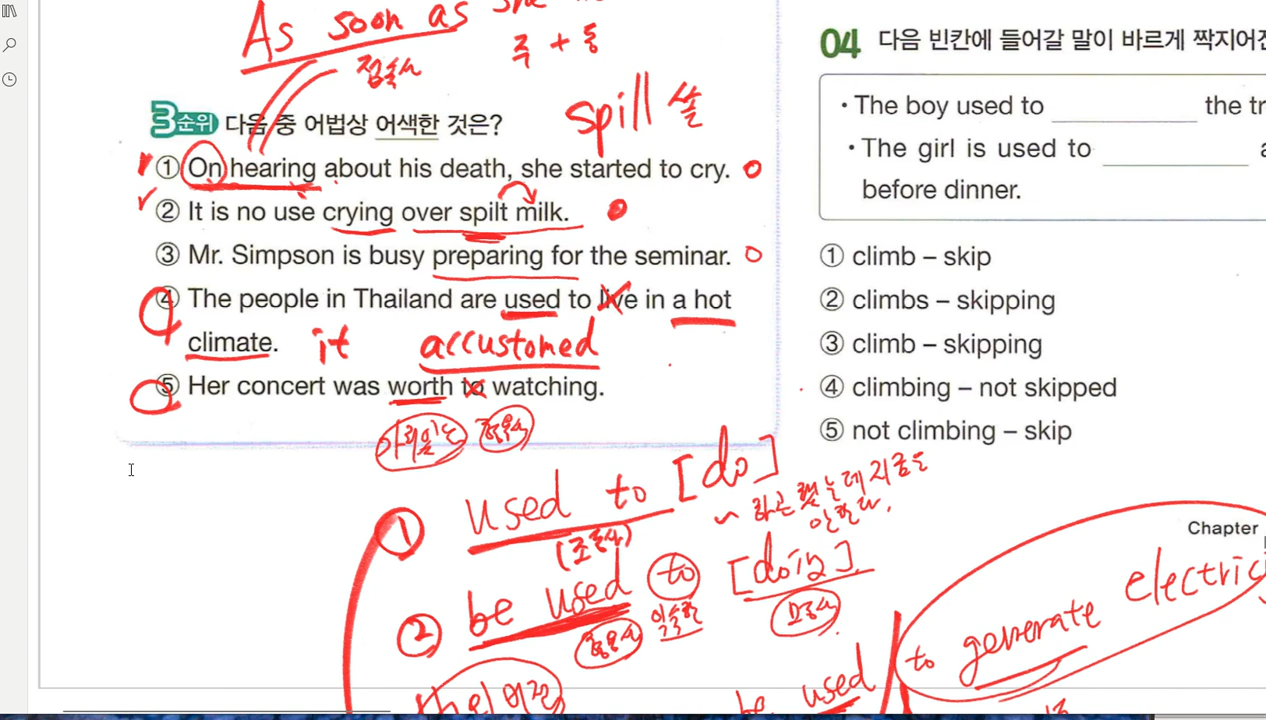 As soon as she
접속사
주 + 동
spill 쏟
3순위 다음 중 어법상 어색한 것은?
① On hearing about his death, she started to cry.
② It is no use crying over spilt milk.
③ Mr. Simpson is busy preparing for the seminar.
④ The people in Thailand are used to live in a hot
climate. it accustomed
⑤ Her concert was worth to watching.
형용사
① used to [do]
(조동사)
~ 하곤 했는데 지금은
안한다.
② be used to [doing].
형용사 익숙한
be used
04 다음 빈칸에 들어갈 말이 바르게 짝지어진
• The boy used to ________ the tr
• The girl is used to ________ a
before dinner.
① climb – skip
② climbs – skipping
③ climb – skipping
④ climbing – not skipped
⑤ not climbing – skip
Chapter
to generate electrici